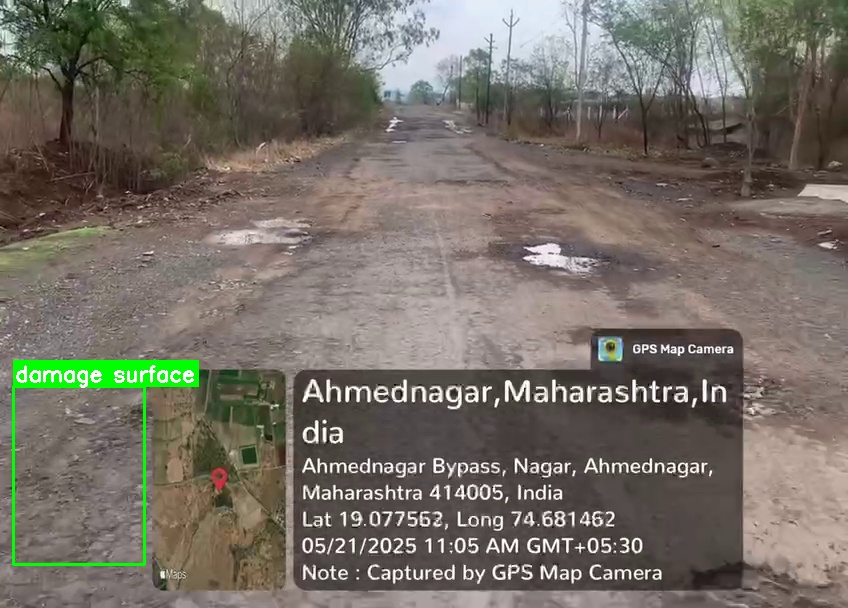 damage surface
GPS Map Camera
Ahmednagar,Maharashtra,In
dia
Ahmednagar Bypass, Nagar, Ahmednagar,
Maharashtra 414005, India
Lat 19.077562, Long 74.681462
05/21/2025 11:05 AM GMT+05:30
Note : Captured by GPS Map Camera
Maps